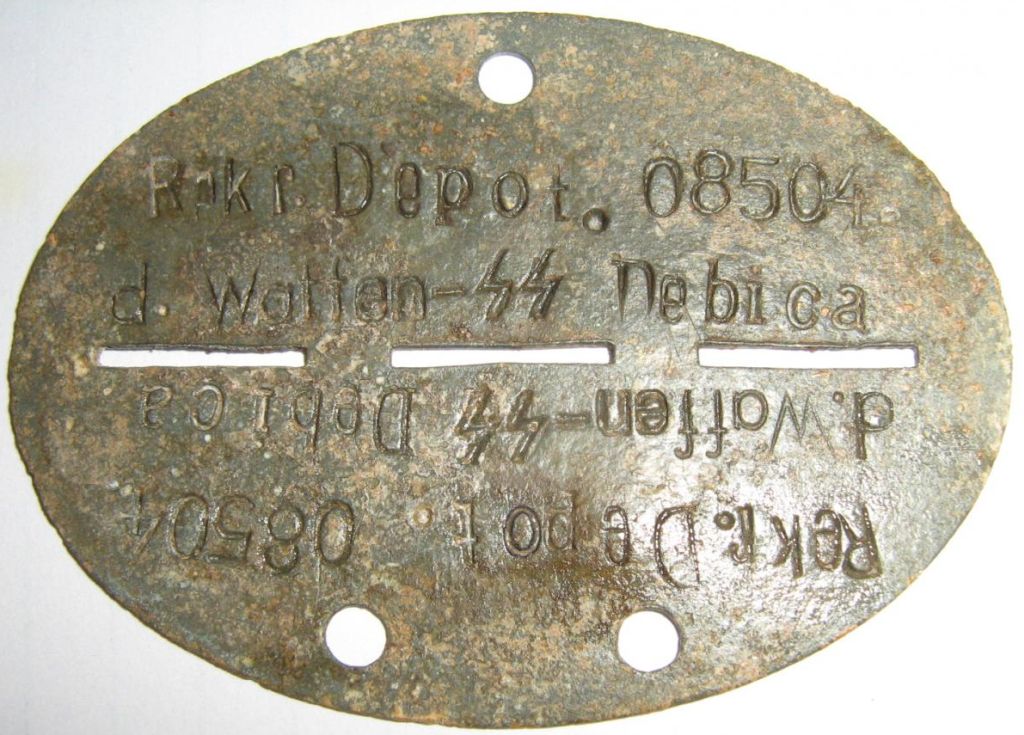 Rekr. Depot. 08504
d. Waffen-SS Debica
d. Waffen-SS Debica
Rekr. Depot 08504